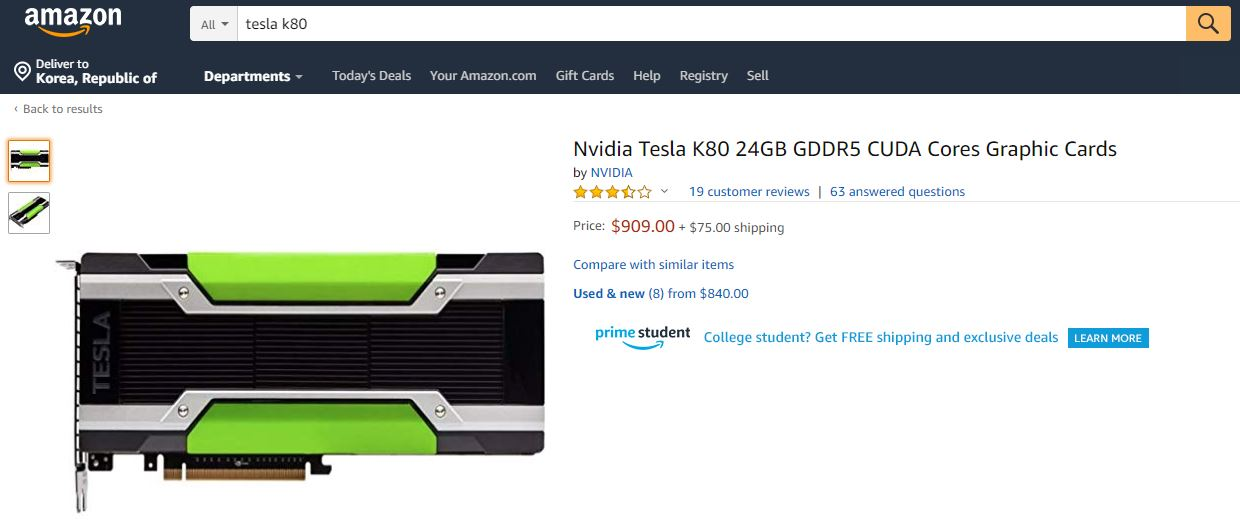 amazon
All
tesla k80
Deliver to
Korea, Republic of
Departments
Today's Deals
Your Amazon.com
Gift Cards
Help
Registry
Sell
‹ Back to results
Nvidia Tesla K80 24GB GDDR5 CUDA Cores Graphic Cards
by NVIDIA
19 customer reviews | 63 answered questions
Price: $909.00 + $75.00 shipping
Compare with similar items
Used & new (8) from $840.00
prime student
College student? Get FREE shipping and exclusive deals
LEARN MORE
TESLA